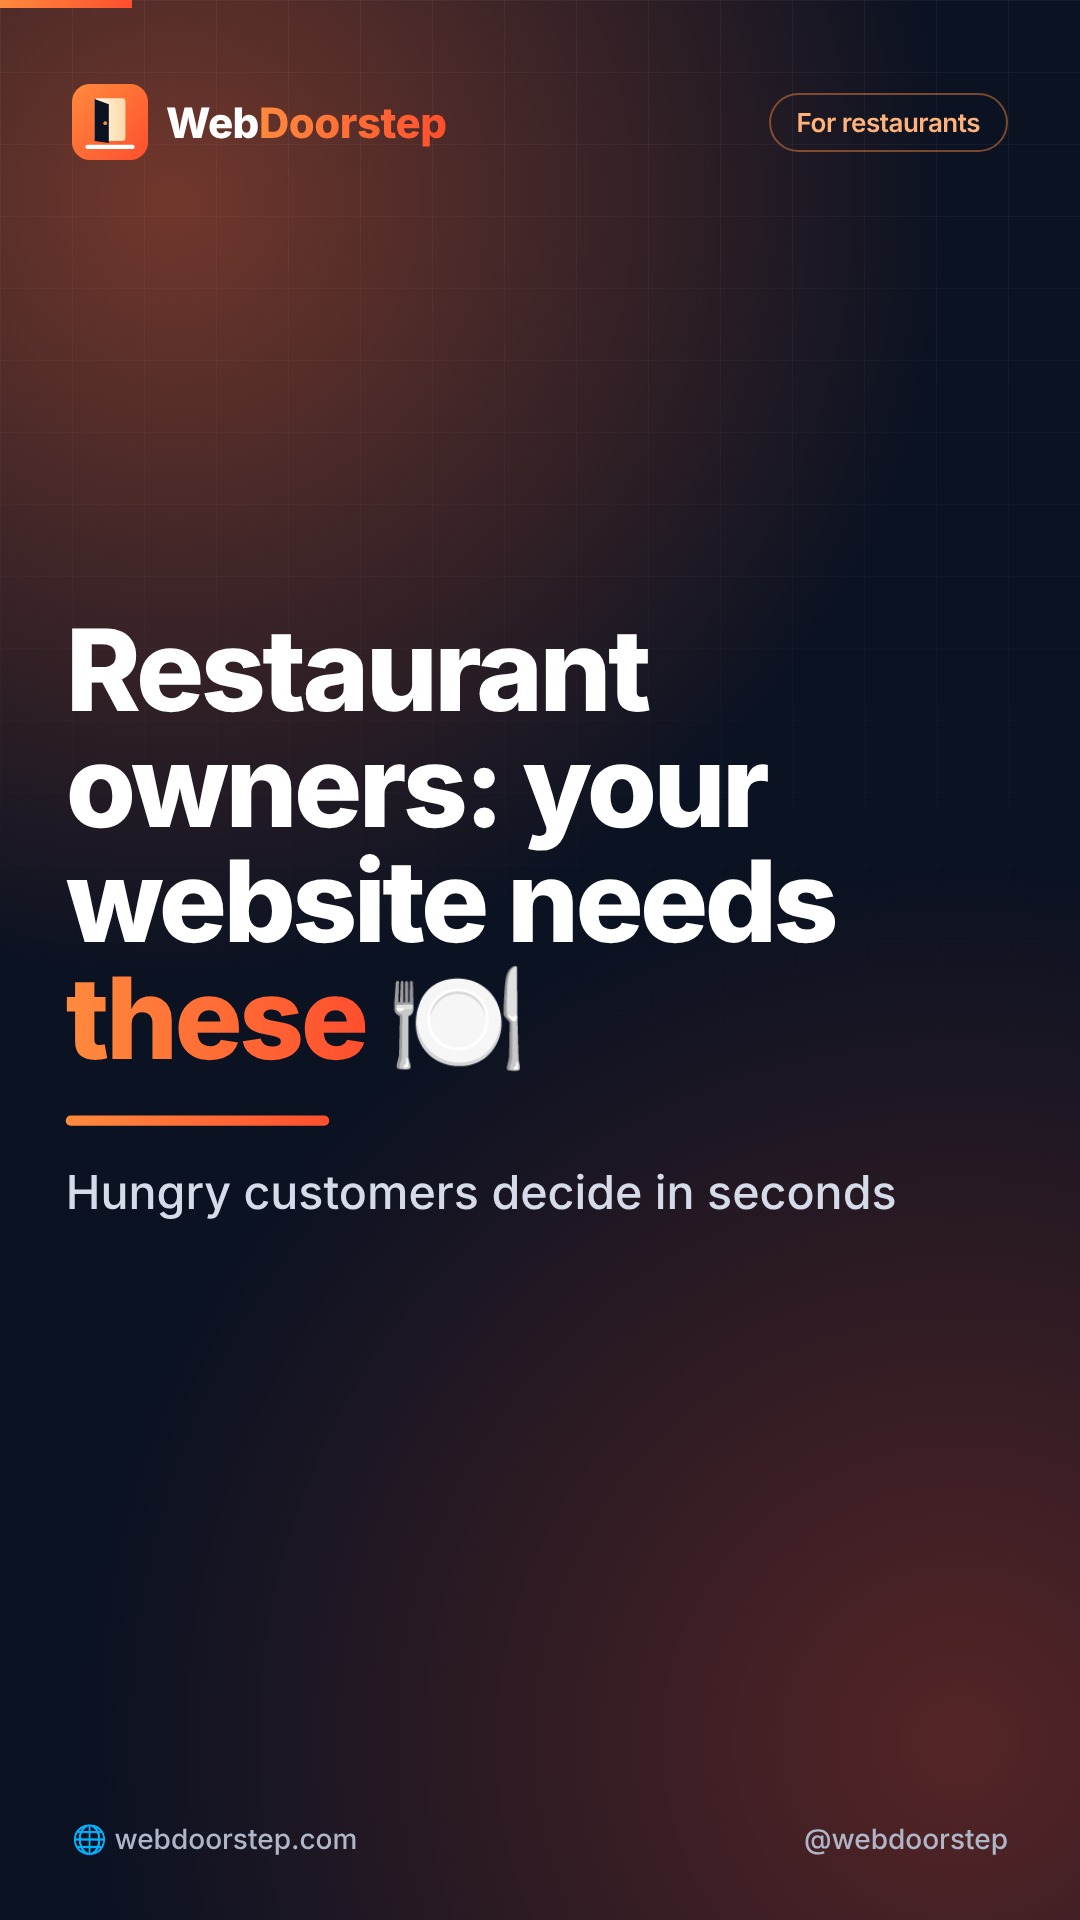 WebDoorstep
For restaurants
Restaurant
owners: your
website needs
these 🍽️
Hungry customers decide in seconds
🌐 webdoorstep.com
@webdoorstep